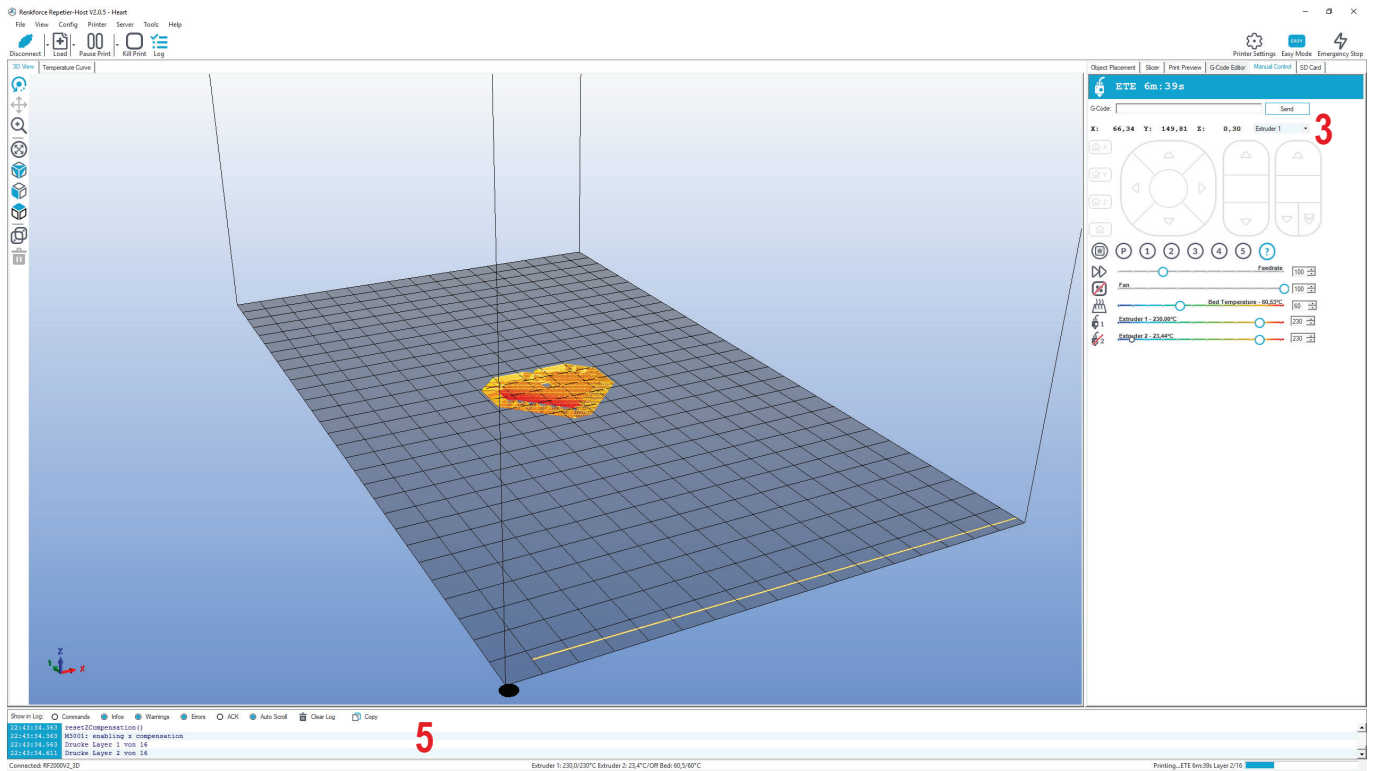 Renkforce Repetier-Host V2.0.5 - Heart
File View Config Printer Server Tools Help
Disconnect Load Pause Print Kill Print Log Printer Settings EASY Easy Mode Emergency Stop
3D View Temperature Curve Object Placement Slicer Print Preview G-Code Editor Manual Control SD Card
ETE 6m:39s
G-Code: Send
3
X: 66,34 Y: 149,81 Z: 0,30 Extruder 1
X
Y
Z
P 1 2 3 4 5 ?
Feedrate 100
Fan 100
Bed Temperature - 60,53°C 60
1 Extruder 1 - 230,00°C 230
2 Extruder 2 - 23,44°C 230
Z
X
Show in Log: Commands Infos Warnings Errors ACK Auto Scroll Clear Log Copy
5
22:43:34.363 resetZCompensation()
22:43:34.363 M3001: enabling z compensation
22:43:34.563 Drucke Layer 1 von 16
22:43:34.611 Drucke Layer 2 von 16
Connected: RF2000V2_3D Extruder 1: 230,0/230°C Extruder 2: 23,4°C/Off Bed: 60,5/60°C Printing...ETE 6m:39s Layer 2/16